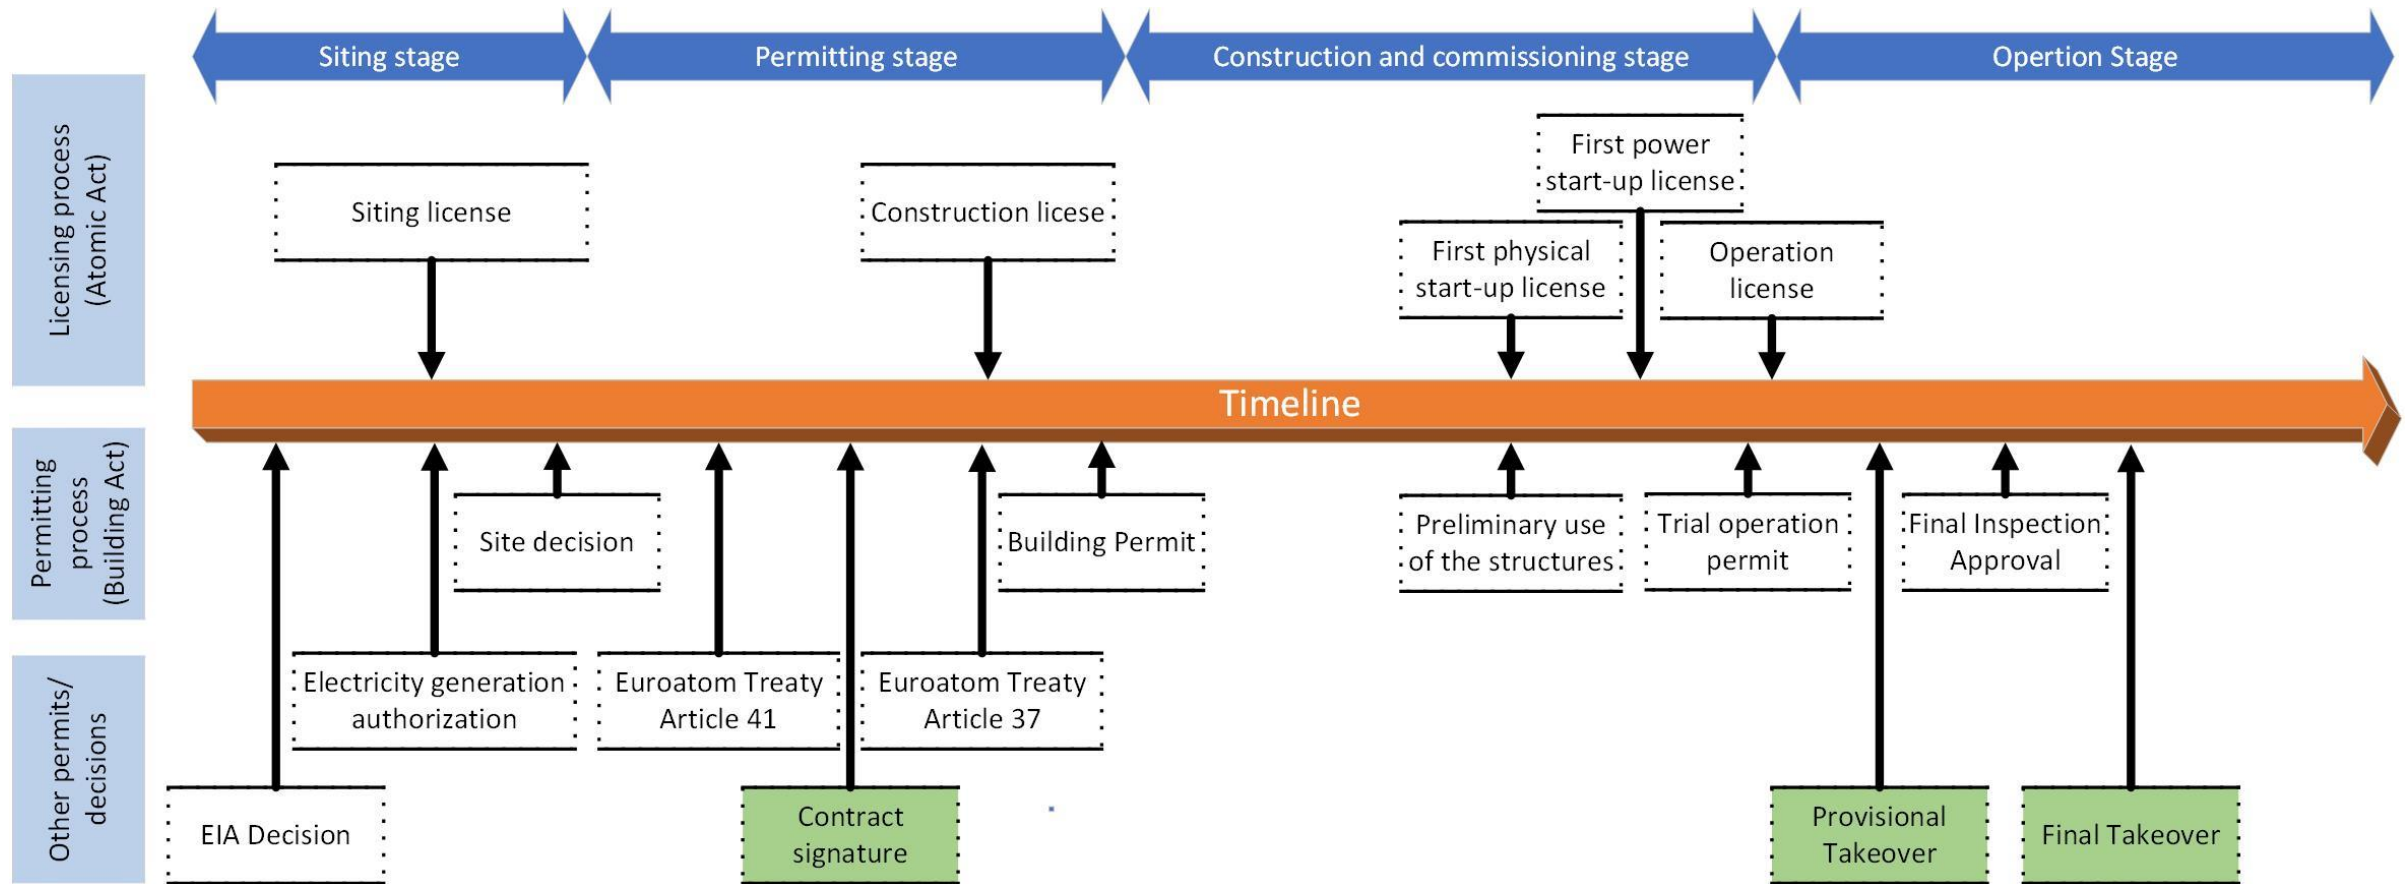 Siting stage
Permitting stage
Construction and commissioning stage
Opertion Stage
Licensing process
(Atomic Act)
Siting license
Construction licese
First power
start-up license
First physical
start-up license
Operation
license
Timeline
Permitting
process
(Building Act)
Site decision
Building Permit
Preliminary use
of the structures
Trial operation
permit
Final Inspection
Approval
Other permits/
decisions
Electricity generation
authorization
Euroatom Treaty
Article 41
Euroatom Treaty
Article 37
EIA Decision
Contract
signature
Provisional
Takeover
Final Takeover